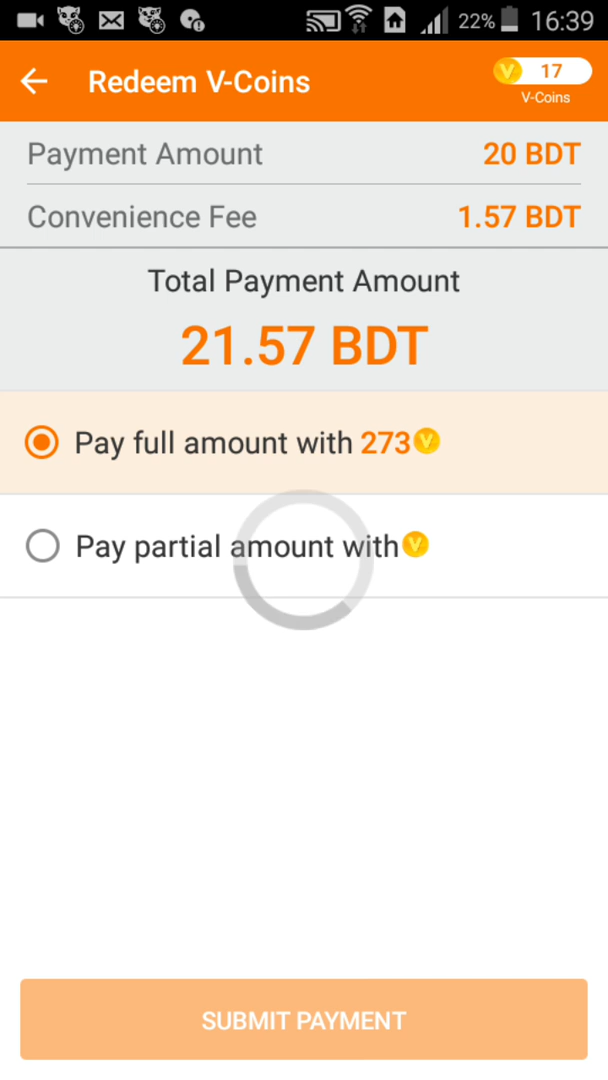 22% 16:39
Redeem V-Coins
V 17
V-Coins
Payment Amount 20 BDT
Convenience Fee 1.57 BDT
Total Payment Amount
21.57 BDT
Pay full amount with 273 V
Pay partial amount with V
SUBMIT PAYMENT